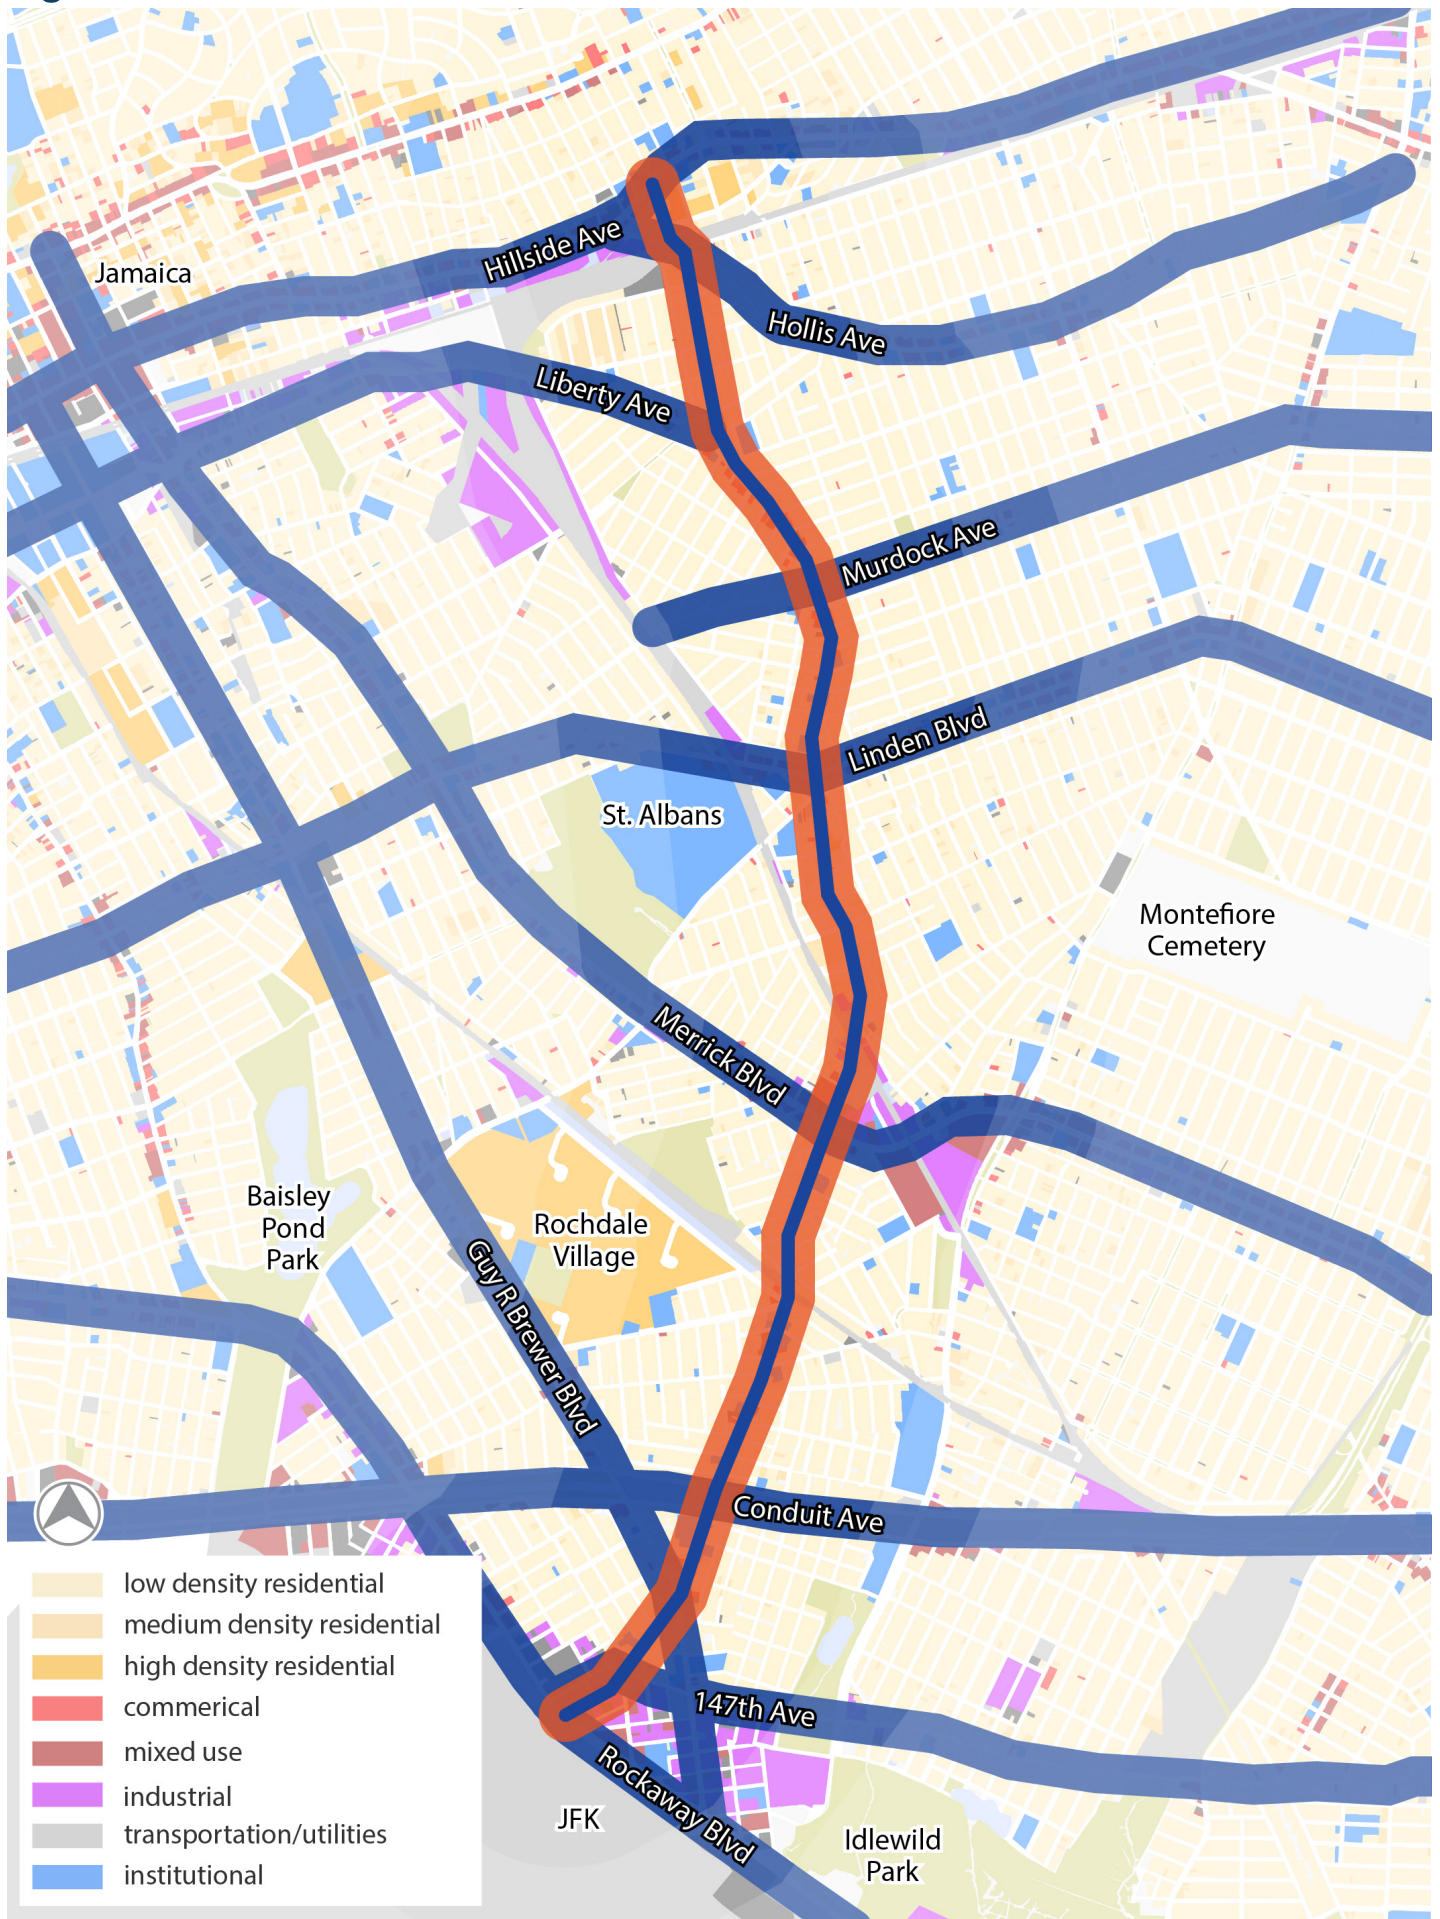 Hillside Ave
Jamaica
Hollis Ave
Liberty Ave
Murdock Ave
Linden Blvd
St. Albans
Montefiore
Cemetery
Merrick Blvd
Baisley
Pond
Park
Rochdale
Village
Guy R Brewer Blvd
Conduit Ave
low density residential
medium density residential
high density residential
commerical
mixed use
industrial
transportation/utilities
institutional
147th Ave
Rockaway Blvd
JFK
Idlewild
Park